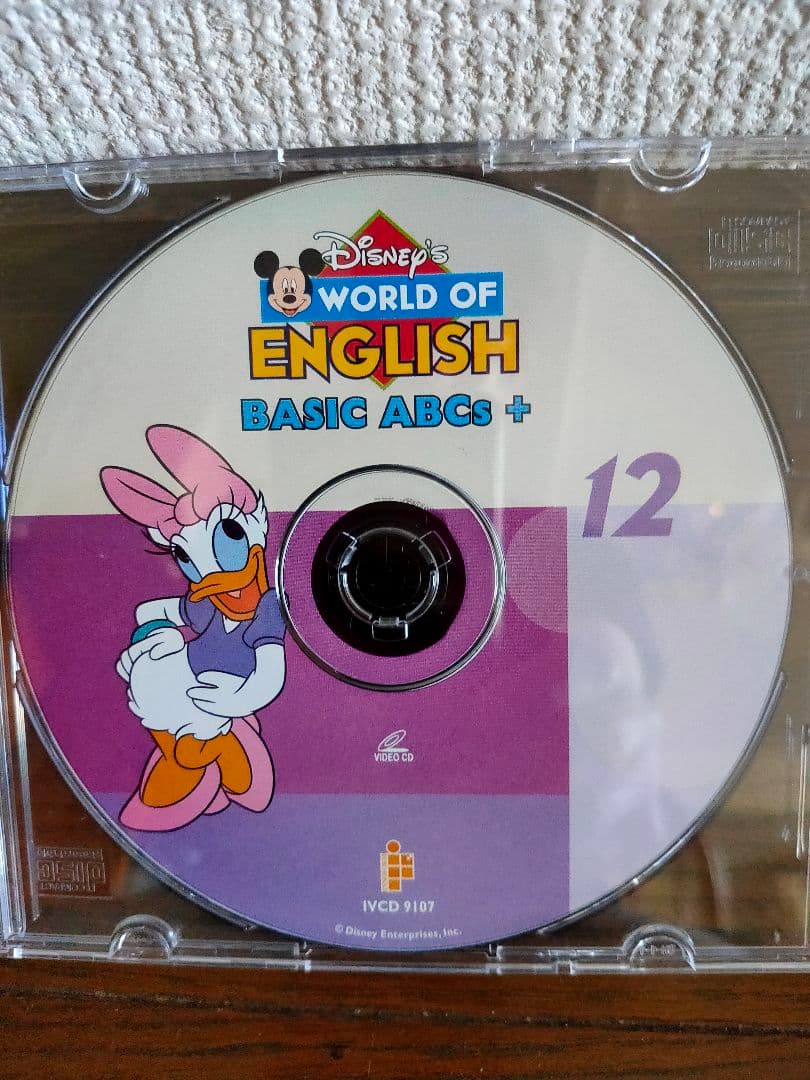 Disney's
WORLD OF
ENGLISH
BASIC ABCs +
12
VIDEO CD
IVCD 9107
© Disney Enterprises, Inc.